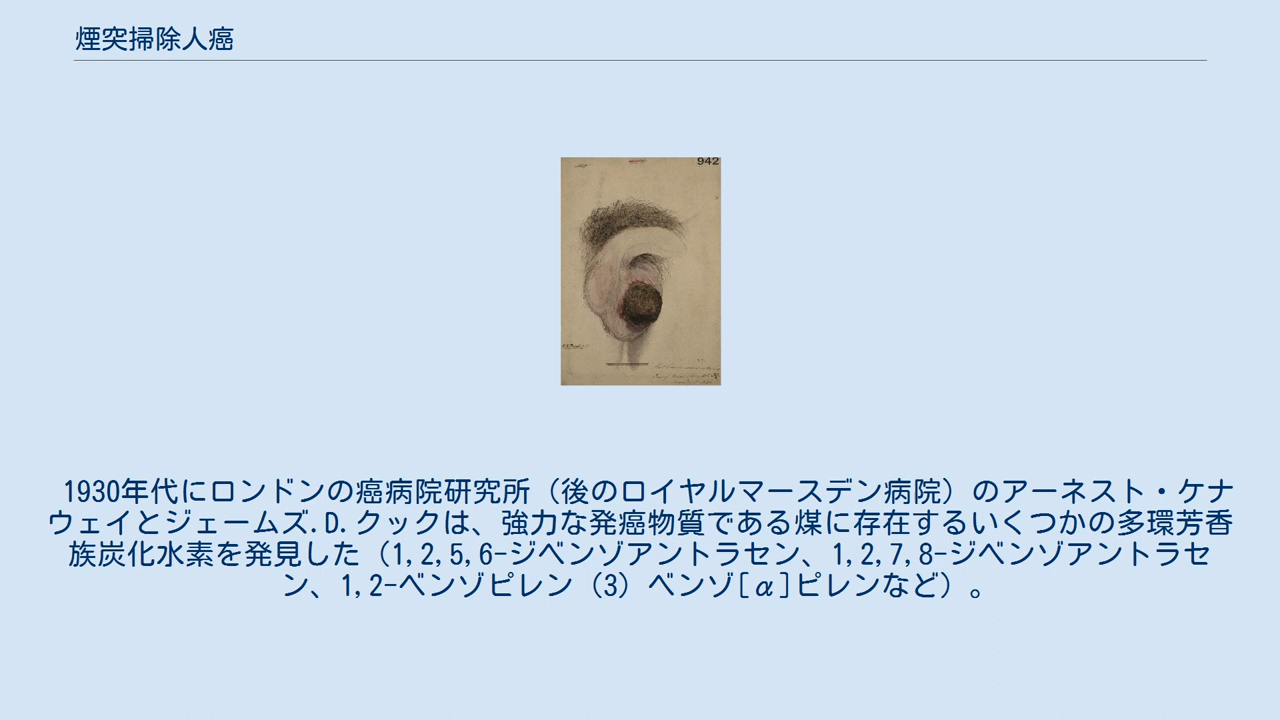 煙突掃除人癌
942
1930年代にロンドンの癌病院研究所（後のロイヤルマースデン病院）のアーネスト・ケナ
ウェイとジェームズ.D.クックは、強力な発癌物質である煤に存在するいくつかの多環芳香
族炭化水素を発見した（1,2,5,6-ジベンゾアントラセン、1,2,7,8-ジベンゾアントラセ
ン、1,2-ベンゾピレン（3）ベンゾ[α]ピレンなど）。